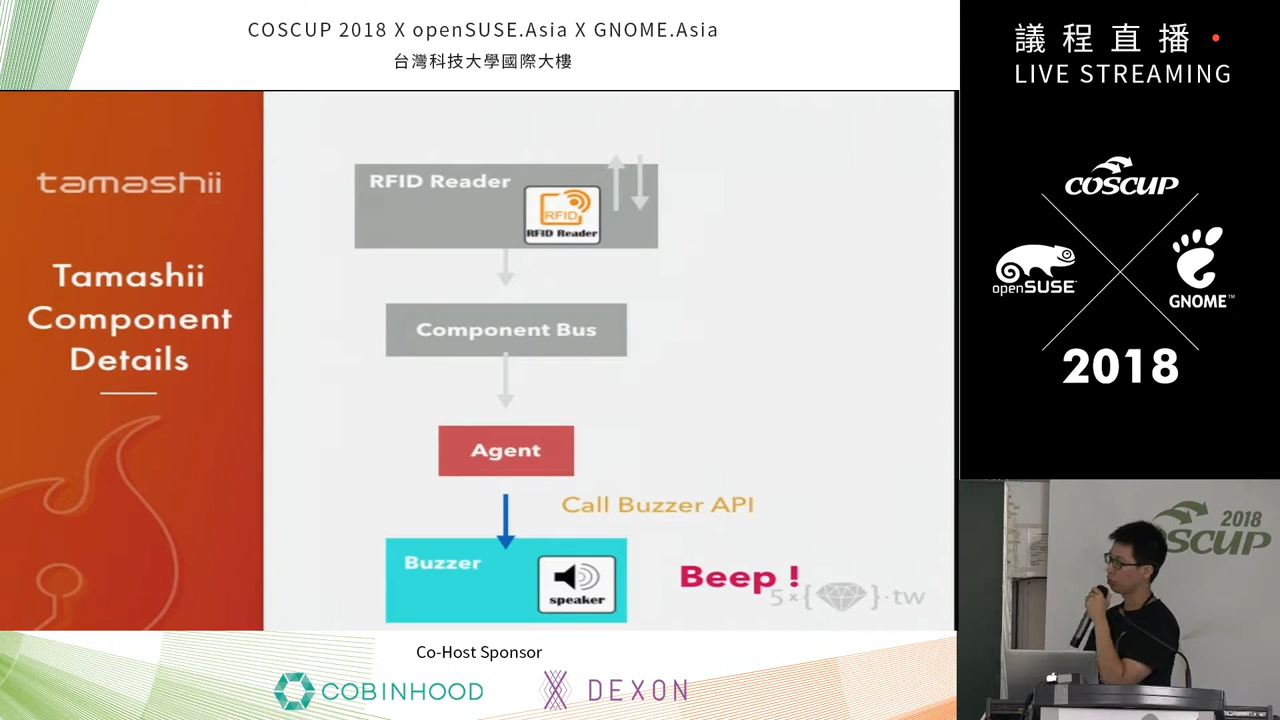 COSCUP 2018 X openSUSE.Asia X GNOME.Asia
台灣科技大學國際大樓
議程直播
LIVE STREAMING
tamashii
Tamashii
Component
Details
RFID Reader
RFID
RFID Reader
Component Bus
Agent
Call Buzzer API
Buzzer
speaker
Beep !
5×{ }·tw
COSCUP
openSUSE
GNOME™
2018
2018
COSCUP
Co-Host Sponsor
COBINHOOD
DEXON